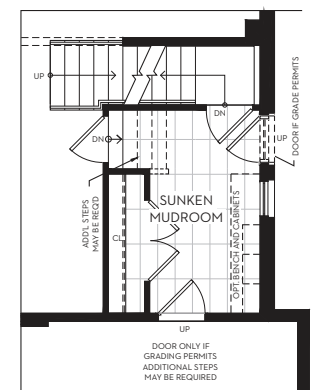 UP
DN
DN
UP
DOOR IF GRADE PERMITS
ADD'L STEPS
MAY BE REQ'D
SUNKEN
MUDROOM
CL
OPT. BENCH AND CABINETS
UP
DOOR ONLY IF
GRADING PERMITS
ADDITIONAL STEPS
MAY BE REQUIRED